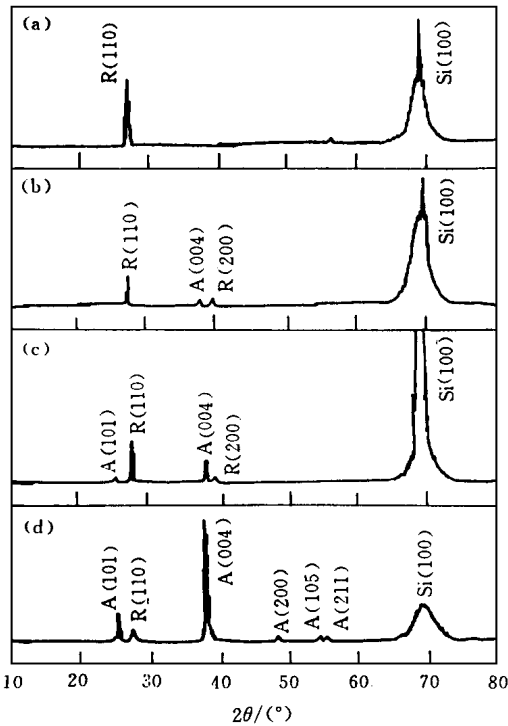 (a)
R(110)
Si(100)
(b)
R(110)
A(004)
R(200)
Si(100)
(c)
A(101)
R(110)
A(004)
R(200)
Si(100)
(d)
A(101)
R(110)
A(004)
A(200)
A(105)
A(211)
Si(100)
10 20 30 40 50 60 70 80
2θ/(°)